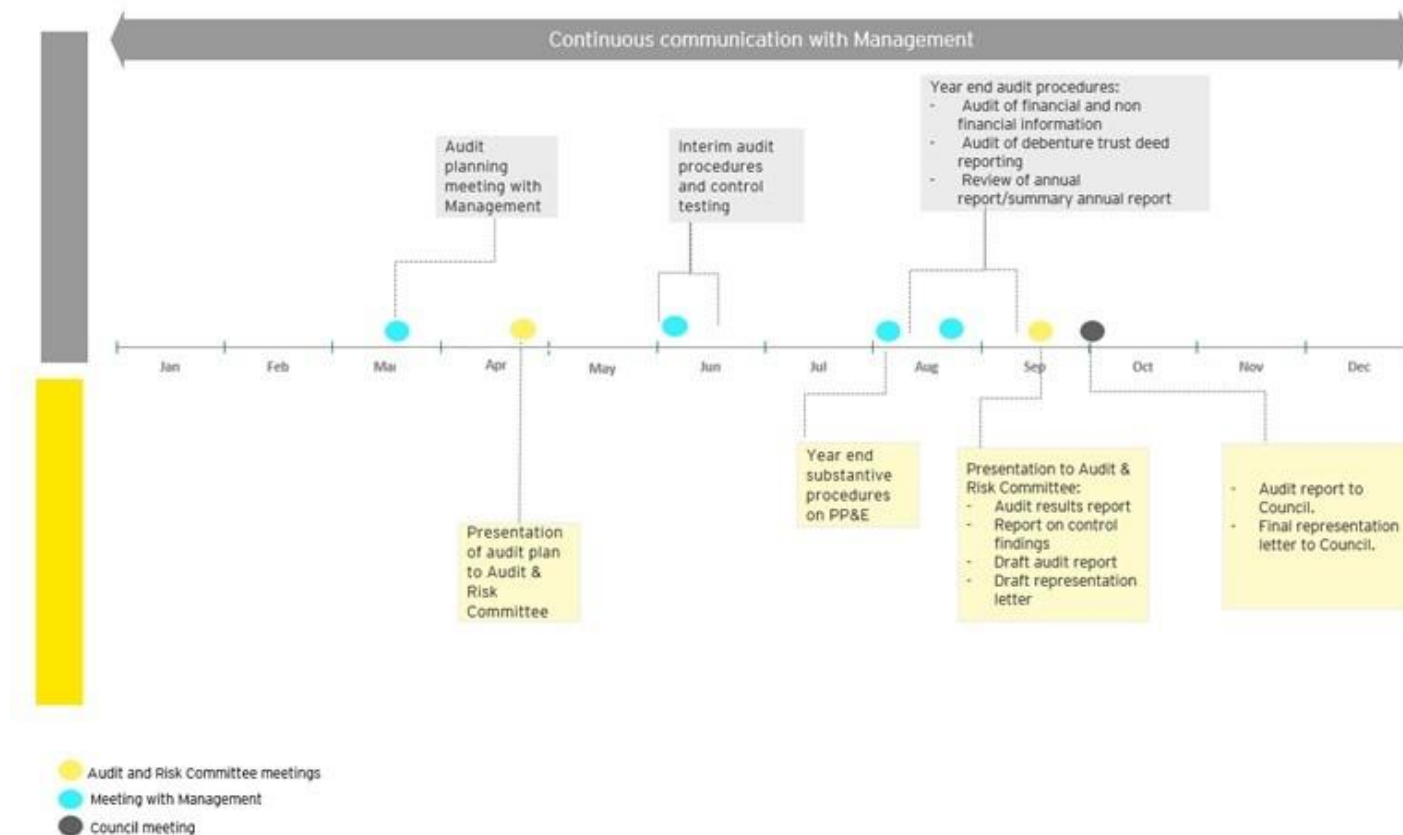 Continuous communication with Management
Year end audit procedures:
- Audit of financial and non
financial information
- Audit of debenture trust deed
reporting
- Review of annual
report/summary annual report
Audit
planning
meeting with
Management
Interim audit
procedures
and control
testing
Jan
Feb
Mar
Apr
May
Jun
Jul
Aug
Sep
Oct
Nov
Dec
Year end
substantive
procedures
on PP&E
Presentation to Audit &
Risk Committee:
- Audit results report
- Report on control
findings
- Draft audit report
- Draft representation
letter
- Audit report to
Council.
- Final representation
letter to Council.
Presentation
of audit plan
to Audit &
Risk
Committee
Audit and Risk Committee meetings
Meeting with Management
Council meeting